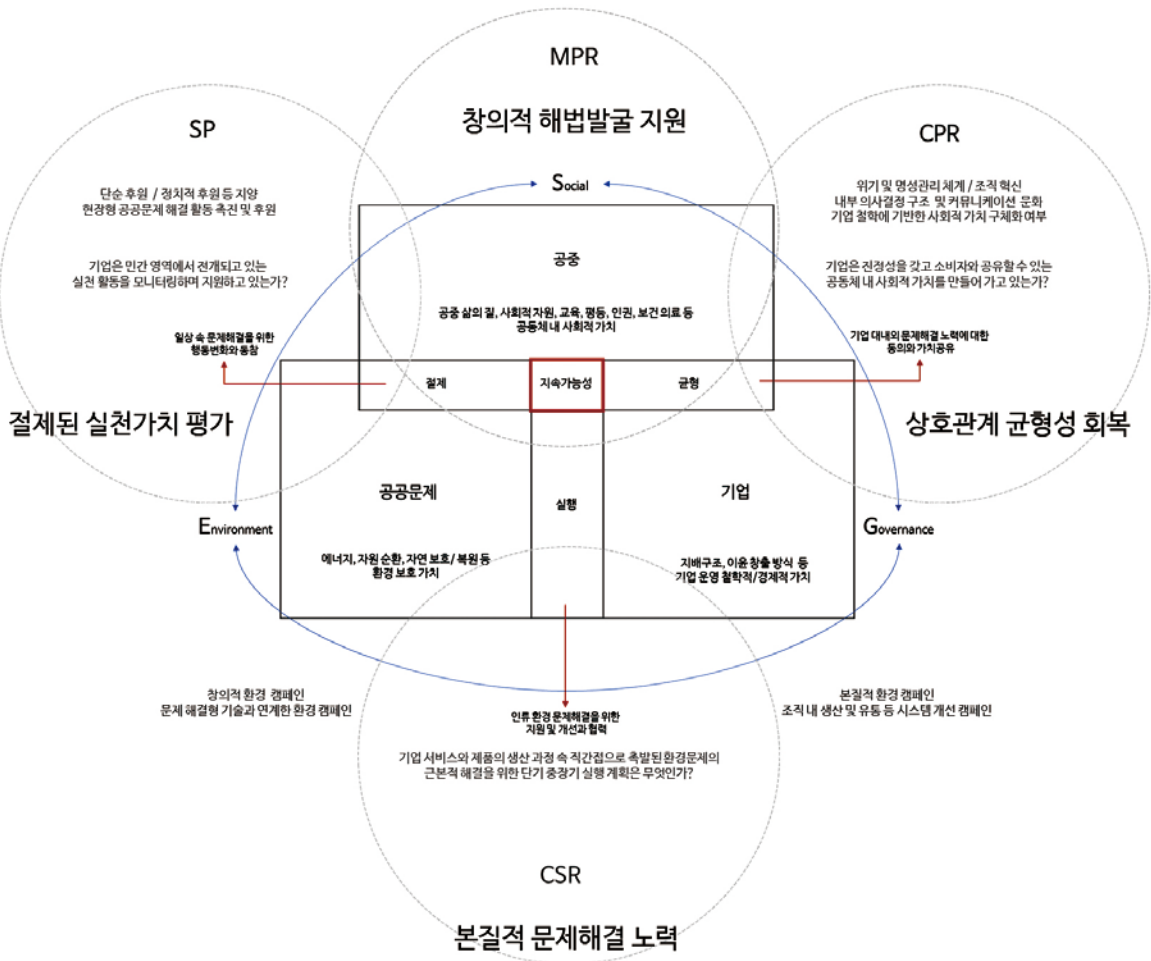 MPR
창의적 해법발굴 지원
SP
단순 후원 / 정치적 후원 등 지양
현장형 공공문제 해결 활동 촉진 및 후원
기업은 민간 영역에서 전개되고 있는
실천 활동을 모니터링하며 지원하고 있는가?
일상 속 문제해결을 위한
행동변화와 동참
절제된 실천가치 평가
CPR
위기 및 명성관리 체계 / 조직 혁신
내부 의사결정 구조 및 커뮤니케이션 문화
기업 철학에 기반한 사회적 가치 구체화 여부
기업은 진정성을 갖고 소비자와 공유할 수 있는
공동체 내 사회적 가치를 만들어 가고 있는가?
기업 대내외 문제해결 노력에 대한
동의와 가치공유
상호관계 균형성 회복
Social
공중
공중 삶의 질, 사회적 자원, 교육, 평등, 인권, 보건 의료 등
공동체 내 사회적 가치
절제
지속가능성
균형
공공문제
실행
기업
Environment
Governance
에너지, 자원 순환, 자연 보호/ 복원 등
환경 보호 가치
지배구조, 이윤 창출 방식 등
기업 운영 철학적/경제적 가치
창의적 환경 캠페인
문제 해결형 기술과 연계한 환경 캠페인
본질적 환경 캠페인
조직 내 생산 및 유통 등 시스템 개선 캠페인
인류 환경 문제해결을 위한
지원 및 개선과 협력
기업 서비스와 제품의 생산 과정 속 직간접으로 촉발된 환경문제의
근본적 해결을 위한 단기 중장기 실행 계획은 무엇인가?
CSR
본질적 문제해결 노력